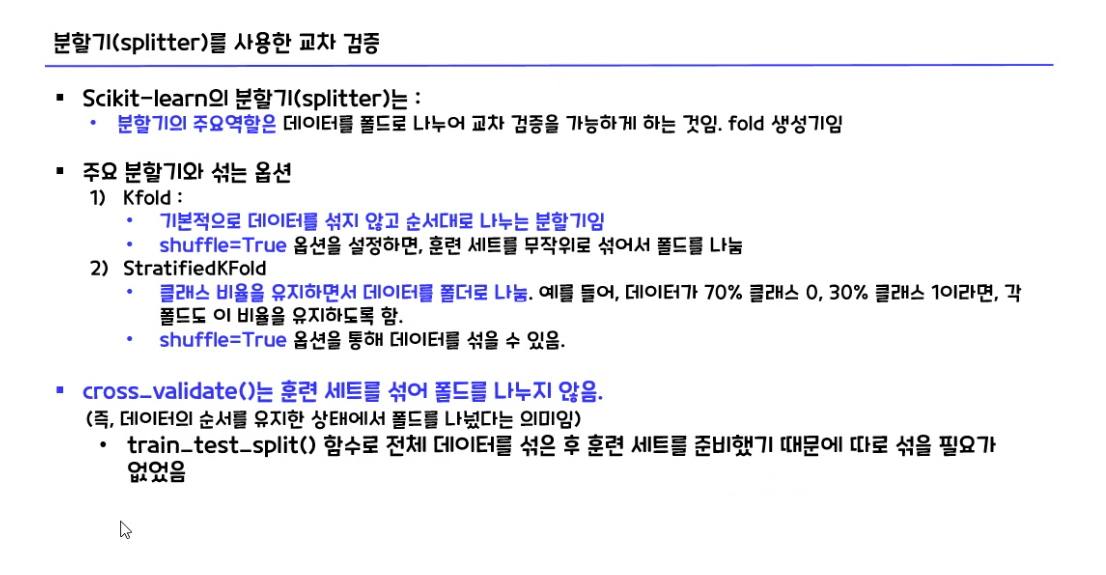 분할기(splitter)를 사용한 교차 검증
▪ Scikit-learn의 분할기(splitter)는 :
• 분할기의 주요역할은 데이터를 폴드로 나누어 교차 검증을 가능하게 하는 것임. fold 생성기임
▪ 주요 분할기와 섞는 옵션
1) Kfold :
• 기본적으로 데이터를 섞지 않고 순서대로 나누는 분할기임
• shuffle=True 옵션을 설정하면, 훈련 세트를 무작위로 섞어서 폴드를 나눔
2) StratifiedKFold
• 클래스 비율을 유지하면서 데이터를 폴더로 나눔. 예를 들어, 데이터가 70% 클래스 0, 30% 클래스 1이라면, 각
폴드도 이 비율을 유지하도록 함.
• shuffle=True 옵션을 통해 데이터를 섞을 수 있음.
▪ cross_validate()는 훈련 세트를 섞어 폴드를 나누지 않음.
(즉, 데이터의 순서를 유지한 상태에서 폴드를 나눴다는 의미임)
• train_test_split() 함수로 전체 데이터를 섞은 후 훈련 세트를 준비했기 때문에 따로 섞을 필요가
없었음